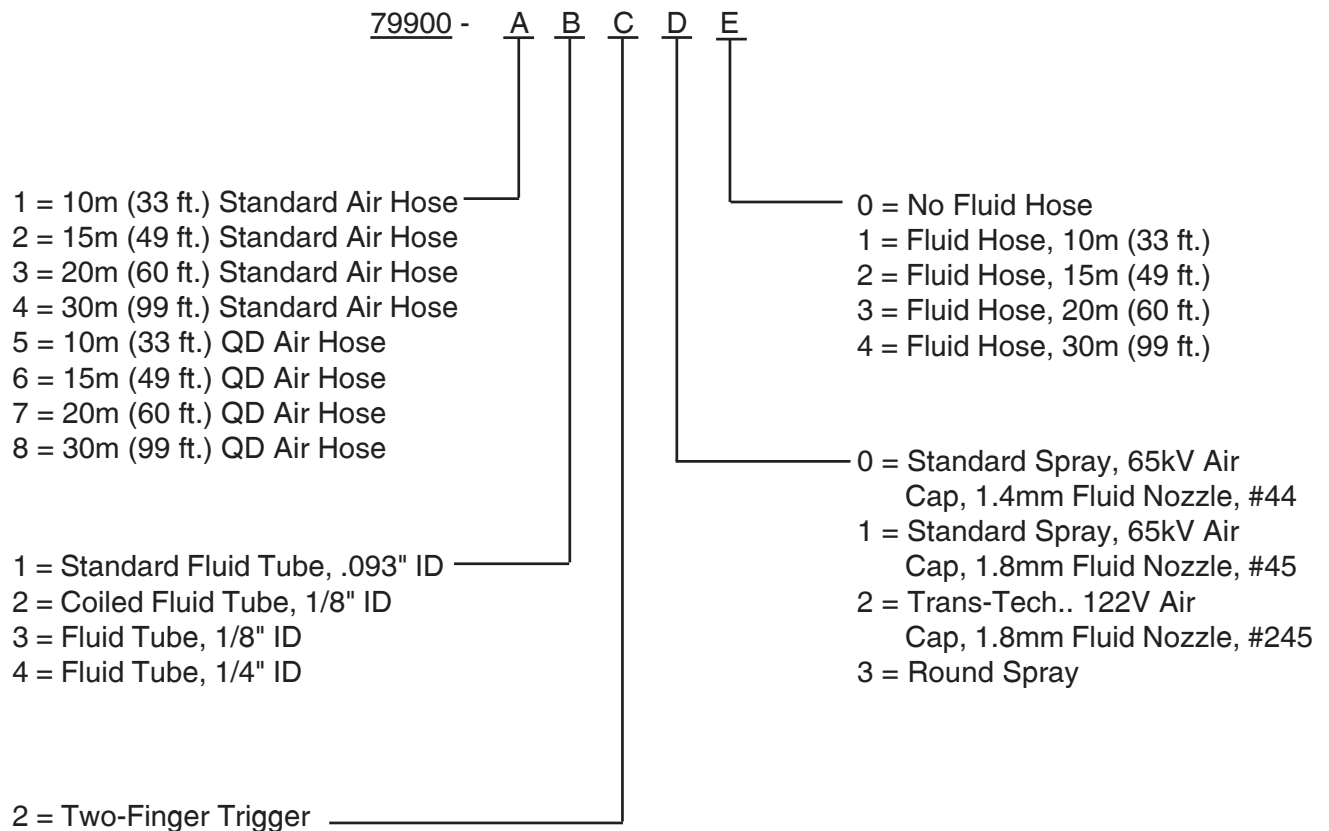 79900 - A B C D E
1 = 10m (33 ft.) Standard Air Hose
2 = 15m (49 ft.) Standard Air Hose
3 = 20m (60 ft.) Standard Air Hose
4 = 30m (99 ft.) Standard Air Hose
5 = 10m (33 ft.) QD Air Hose
6 = 15m (49 ft.) QD Air Hose
7 = 20m (60 ft.) QD Air Hose
8 = 30m (99 ft.) QD Air Hose
1 = Standard Fluid Tube, .093" ID
2 = Coiled Fluid Tube, 1/8" ID
3 = Fluid Tube, 1/8" ID
4 = Fluid Tube, 1/4" ID
2 = Two-Finger Trigger
0 = No Fluid Hose
1 = Fluid Hose, 10m (33 ft.)
2 = Fluid Hose, 15m (49 ft.)
3 = Fluid Hose, 20m (60 ft.)
4 = Fluid Hose, 30m (99 ft.)
0 = Standard Spray, 65kV Air
Cap, 1.4mm Fluid Nozzle, #44
1 = Standard Spray, 65kV Air
Cap, 1.8mm Fluid Nozzle, #45
2 = Trans-Tech.. 122V Air
Cap, 1.8mm Fluid Nozzle, #245
3 = Round Spray